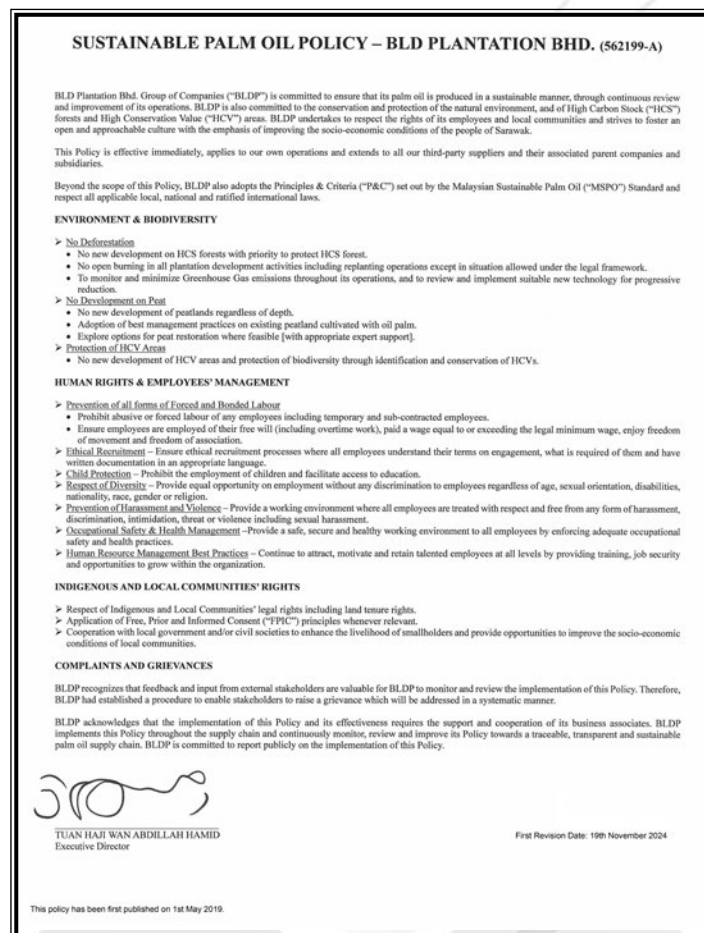 SUSTAINABLE PALM OIL POLICY – BLD PLANTATION BHD. (562199-A)
BLD Plantation Bhd. Group of Companies (“BLDP”) is committed to ensure that its palm oil is produced in a sustainable manner, through continuous review
and improvement of its operations. BLDP is also committed to the conservation and protection of the natural environment, and of High Carbon Stock (“HCS”)
forests and High Conservation Value (“HCV”) areas. BLDP undertakes to respect the rights of its employees and local communities and strives to foster an
open and approachable culture with the emphasis of improving the socio-economic conditions of the people of Sarawak.
This Policy is effective immediately, applies to our own operations and extends to all our third-party suppliers and their associated parent companies and
subsidiaries.
Beyond the scope of this Policy, BLDP also adopts the Principles & Criteria (“P&C”) set out by the Malaysian Sustainable Palm Oil (“MSPO”) Standard and
respect all applicable local, national and ratified international laws.
ENVIRONMENT & BIODIVERSITY
➢ No Deforestation
• No new development on HCS forests with priority to protect HCS forest.
• No open burning in all plantation development activities including replanting operations except in situation allowed under the legal framework.
• To monitor and minimize Greenhouse Gas emissions throughout its operations, and to review and implement suitable new technology for progressive
reduction.
➢ No Development on Peat
• No new development of peatlands regardless of depth.
• Adoption of best management practices on existing peatland cultivated with oil palm.
• Explore options for peat restoration where feasible [with appropriate expert support].
➢ Protection of HCV Areas
• No new development of HCV areas and protection of biodiversity through identification and conservation of HCVs.
HUMAN RIGHTS & EMPLOYEES’ MANAGEMENT
➢ Prevention of all forms of Forced and Bonded Labour
• Prohibit abusive or forced labour of any employees including temporary and sub-contracted employees.
• Ensure employees are employed of their free will (including overtime work), paid a wage equal to or exceeding the legal minimum wage, enjoy freedom
of movement and freedom of association.
➢ Ethical Recruitment – Ensure ethical recruitment processes where all employees understand their terms on engagement, what is required of them and have
written documentation in an appropriate language.
➢ Child Protection – Prohibit the employment of children and facilitate access to education.
➢ Respect of Diversity – Provide equal opportunity on employment without any discrimination to employees regardless of age, sexual orientation, disabilities,
nationality, race, gender or religion.
➢ Prevention of Harassment and Violence – Provide a working environment where all employees are treated with respect and free from any form of harassment,
discrimination, intimidation, threat or violence including sexual harassment.
➢ Occupational Safety & Health Management –Provide a safe, secure and healthy working environment to all employees by enforcing adequate occupational
safety and health practices.
➢ Human Resource Management Best Practices – Continue to attract, motivate and retain talented employees at all levels by providing training, job security
and opportunities to grow within the organization.
INDIGENOUS AND LOCAL COMMUNITIES’ RIGHTS
➢ Respect of Indigenous and Local Communities’ legal rights including land tenure rights.
➢ Application of Free, Prior and Informed Consent (“FPIC”) principles whenever relevant.
➢ Cooperation with local government and/or civil societies to enhance the livelihood of smallholders and provide opportunities to improve the socio-economic
conditions of local communities.
COMPLAINTS AND GRIEVANCES
BLDP recognizes that feedback and input from external stakeholders are valuable for BLDP to monitor and review the implementation of this Policy. Therefore,
BLDP had established a procedure to enable stakeholders to raise a grievance which will be addressed in a systematic manner.
BLDP acknowledges that the implementation of this Policy and its effectiveness requires the support and cooperation of its business associates. BLDP
implements this Policy throughout the supply chain and continuously monitor, review and improve its Policy towards a traceable, transparent and sustainable
palm oil supply chain. BLDP is committed to report publicly on the implementation of this Policy.
TUAN HAJI WAN ABDILLAH HAMID
Executive Director
First Revision Date: 19th November 2024
This policy has been first published on 1st May 2019.